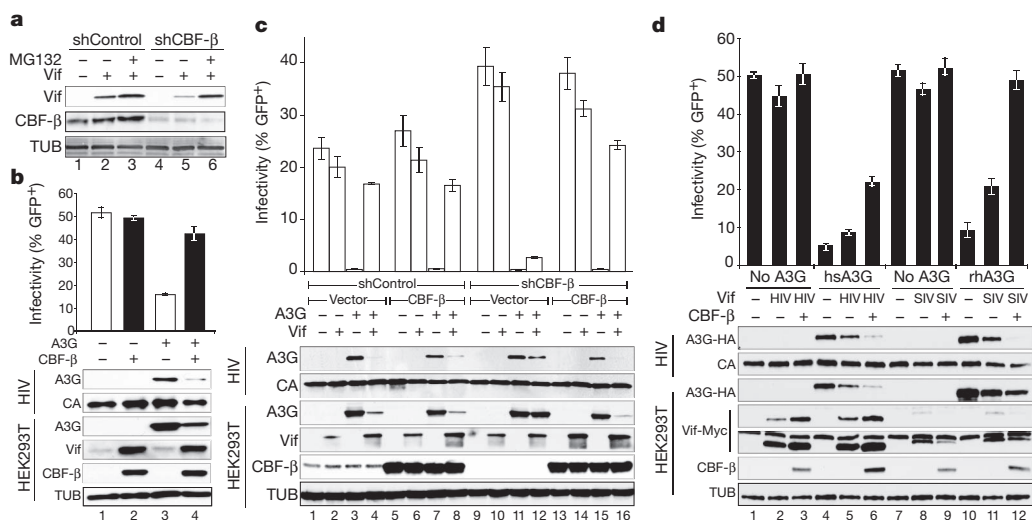 a
shControl shCBF-β
MG132 – – + – – +
Vif – + + – + +
Vif
CBF-β
TUB
1 2 3 4 5 6
b
Infectivity (% GFP+)
60
50
40
30
20
10
0
A3G – – + +
CBF-β – + – +
HIV
A3G
CA
HEK293T
A3G
Vif
CBF-β
TUB
1 2 3 4
c
Infectivity (% GFP+)
40
30
20
10
0
shControl shCBF-β
Vector CBF-β Vector CBF-β
A3G – – + + – – + + – – + + – – + +
Vif – + – + – + – + – + – + – + – +
HIV
A3G
CA
HEK293T
A3G
Vif
CBF-β
TUB
1 2 3 4 5 6 7 8 9 10 11 12 13 14 15 16
d
Infectivity (% GFP+)
60
50
40
30
20
10
0
No A3G hsA3G No A3G rhA3G
Vif – HIV HIV – HIV HIV – SIV SIV – SIV SIV
CBF-β – – + – – + – – + – – +
HIV
A3G-HA
CA
HEK293T
A3G-HA
Vif-Myc
CBF-β
TUB
1 2 3 4 5 6 7 8 9 10 11 12